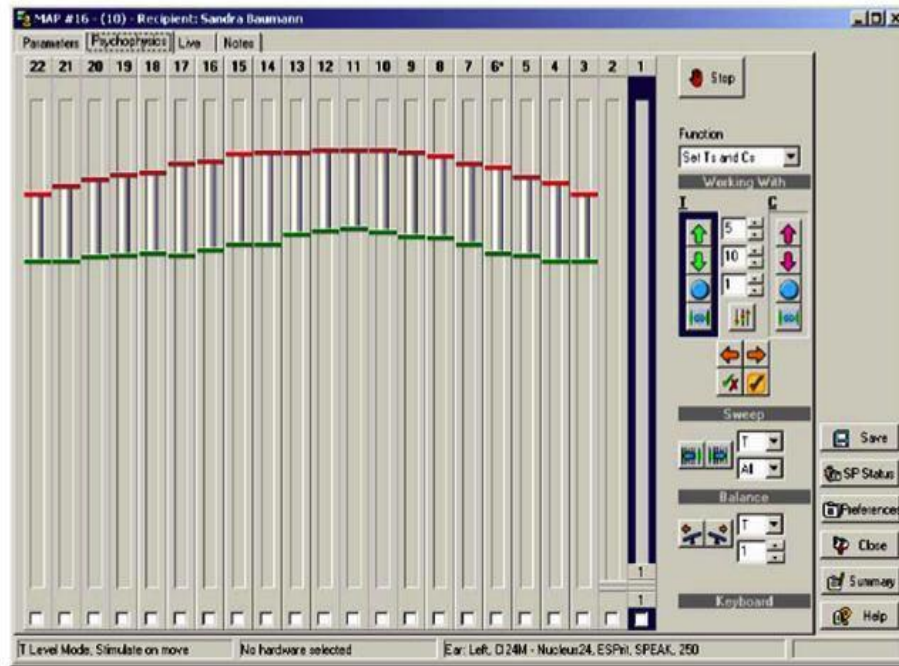 MAP #16 - (10) - Recipient: Sandra Baumann
Parameters Psychophysics Live Notes
22 21 20 19 18 17 16 15 14 13 12 11 10 9 8 7 6* 5 4 3 2 1
Stop
Function
Set Ts and Cs
Working With
T C
5
10
1
Sweep
T
All
Balance
T
1
Keyboard
1
1
Save
SP Status
Preferences
Close
Summary
Help
T Level Mode, Stimulate on move No hardware selected Ear: Left, CI24M - Nucleus24, ESPrit, SPEAK, 250